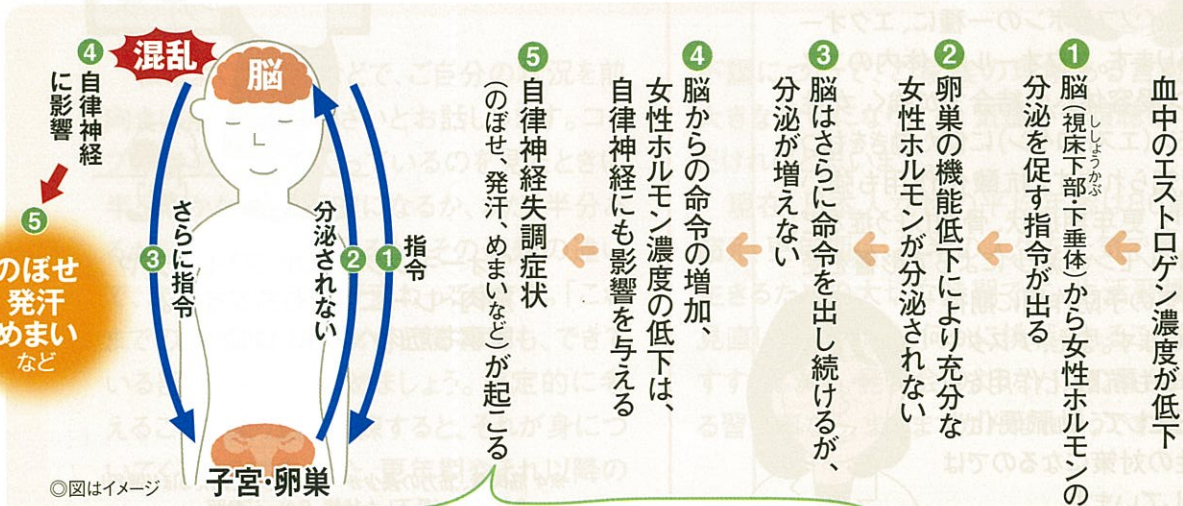 血中のエストロゲン濃度が低下
❶脳(視床下部・下垂体)から女性ホルモンの
ししょうかぶ
分泌を促す指令が出る
❷卵巣の機能低下により充分な
女性ホルモンが分泌されない
❸脳はさらに命令を出し続けるが、
分泌が増えない
❹脳からの命令の増加、
女性ホルモン濃度の低下は、
自律神経にも影響を与える
❺自律神経失調症状
(のぼせ、発汗、めまいなど)が起こる
混乱
脳
❹自律神経
に影響
❶指令
❷分泌されない
❸さらに指令
❺
のぼせ
発汗
めまい
など
子宮・卵巣
◎図はイメージ